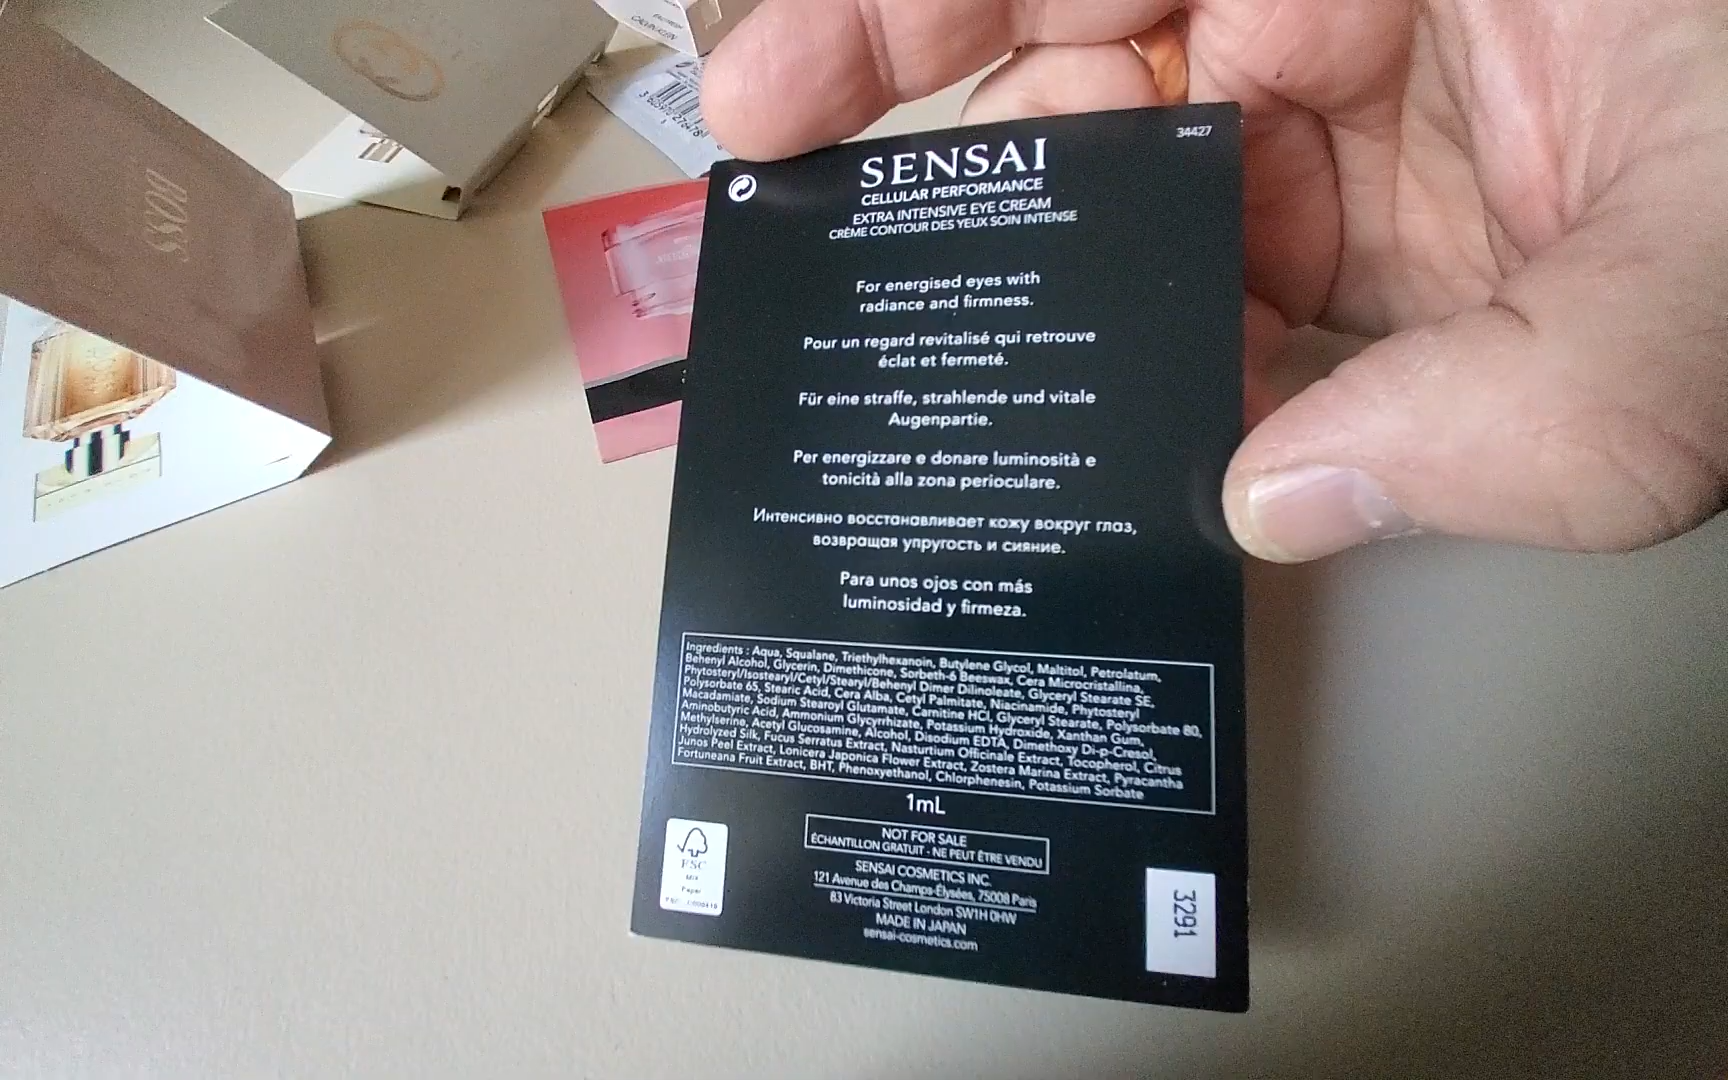 BOSS
CALVIN KLEIN
34427
SENSAI
CELLULAR PERFORMANCE
EXTRA INTENSIVE EYE CREAM
CRÈME CONTOUR DES YEUX SOIN INTENSE
For energised eyes with
radiance and firmness.
Pour un regard revitalisé qui retrouve
éclat et fermeté.
Für eine straffe, strahlende und vitale
Augenpartie.
Per energizzare e donare luminosità e
tonicità alla zona perioculare.
Интенсивно восстанавливает кожу вокруг глаз,
возвращая упругость и сияние.
Para unos ojos con más
luminosidad y firmeza.
Ingredients : Aqua, Squalane, Triethylhexanoin, Butylene Glycol, Maltitol, Petrolatum,
Behenyl Alcohol, Glycerin, Dimethicone, Sorbeth-6 Beeswax, Cera Microcristallina,
Phytosteryl/Isostearyl/Cetyl/Stearyl/Behenyl Dimer Dilinoleate, Glyceryl Stearate SE,
Polysorbate 65, Stearic Acid, Cera Alba, Cetyl Palmitate, Niacinamide, Phytosteryl
Macadamiate, Sodium Stearoyl Glutamate, Carnitine HCl, Glyceryl Stearate, Polysorbate 80,
Aminobutyric Acid, Ammonium Glycyrrhizate, Potassium Hydroxide, Xanthan Gum,
Methylserine, Acetyl Glucosamine, Alcohol, Disodium EDTA, Dimethoxy Di-p-Cresol,
Hydrolyzed Silk, Fucus Serratus Extract, Nasturtium Officinale Extract, Tocopherol, Citrus
Junos Peel Extract, Lonicera Japonica Flower Extract, Zostera Marina Extract, Pyracantha
Fortuneana Fruit Extract, BHT, Phenoxyethanol, Chlorphenesin, Potassium Sorbate
1mL
NOT FOR SALE
ÉCHANTILLON GRATUIT - NE PEUT ÊTRE VENDU
SENSAI COSMETICS INC.
121 Avenue des Champs-Élysées, 75008 Paris
83 Victoria Street London SW1H 0HW
MADE IN JAPAN
sensai-cosmetics.com
FSC
MIX
Paper
3291